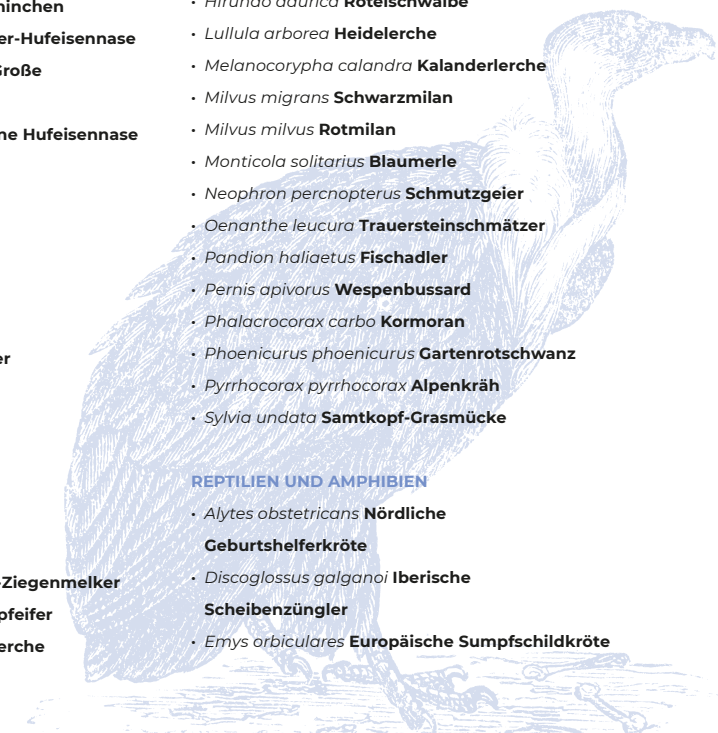 ninchen
er-Hufeisennase
Große
ne Hufeisennase
er
-Ziegenmelker
pfeifer
erche
• Hirundo daurica Rötelschwalbe
• Lullula arborea Heidelerche
• Melanocorypha calandra Kalanderlerche
• Milvus migrans Schwarzmilan
• Milvus milvus Rotmilan
• Monticola solitarius Blaumerle
• Neophron percnopterus Schmutzgeier
• Oenanthe leucura Trauersteinschmätzer
• Pandion haliaetus Fischadler
• Pernis apivorus Wespenbussard
• Phalacrocorax carbo Kormoran
• Phoenicurus phoenicurus Gartenrotschwanz
• Pyrrhocorax pyrrhocorax Alpenkräh
• Sylvia undata Samtkopf-Grasmücke
REPTILIEN UND AMPHIBIEN
• Alytes obstetricans Nördliche
Geburtshelferkröte
• Discoglossus galganoi Iberische
Scheibenzüngler
• Emys orbiculares Europäische Sumpfschildkröte